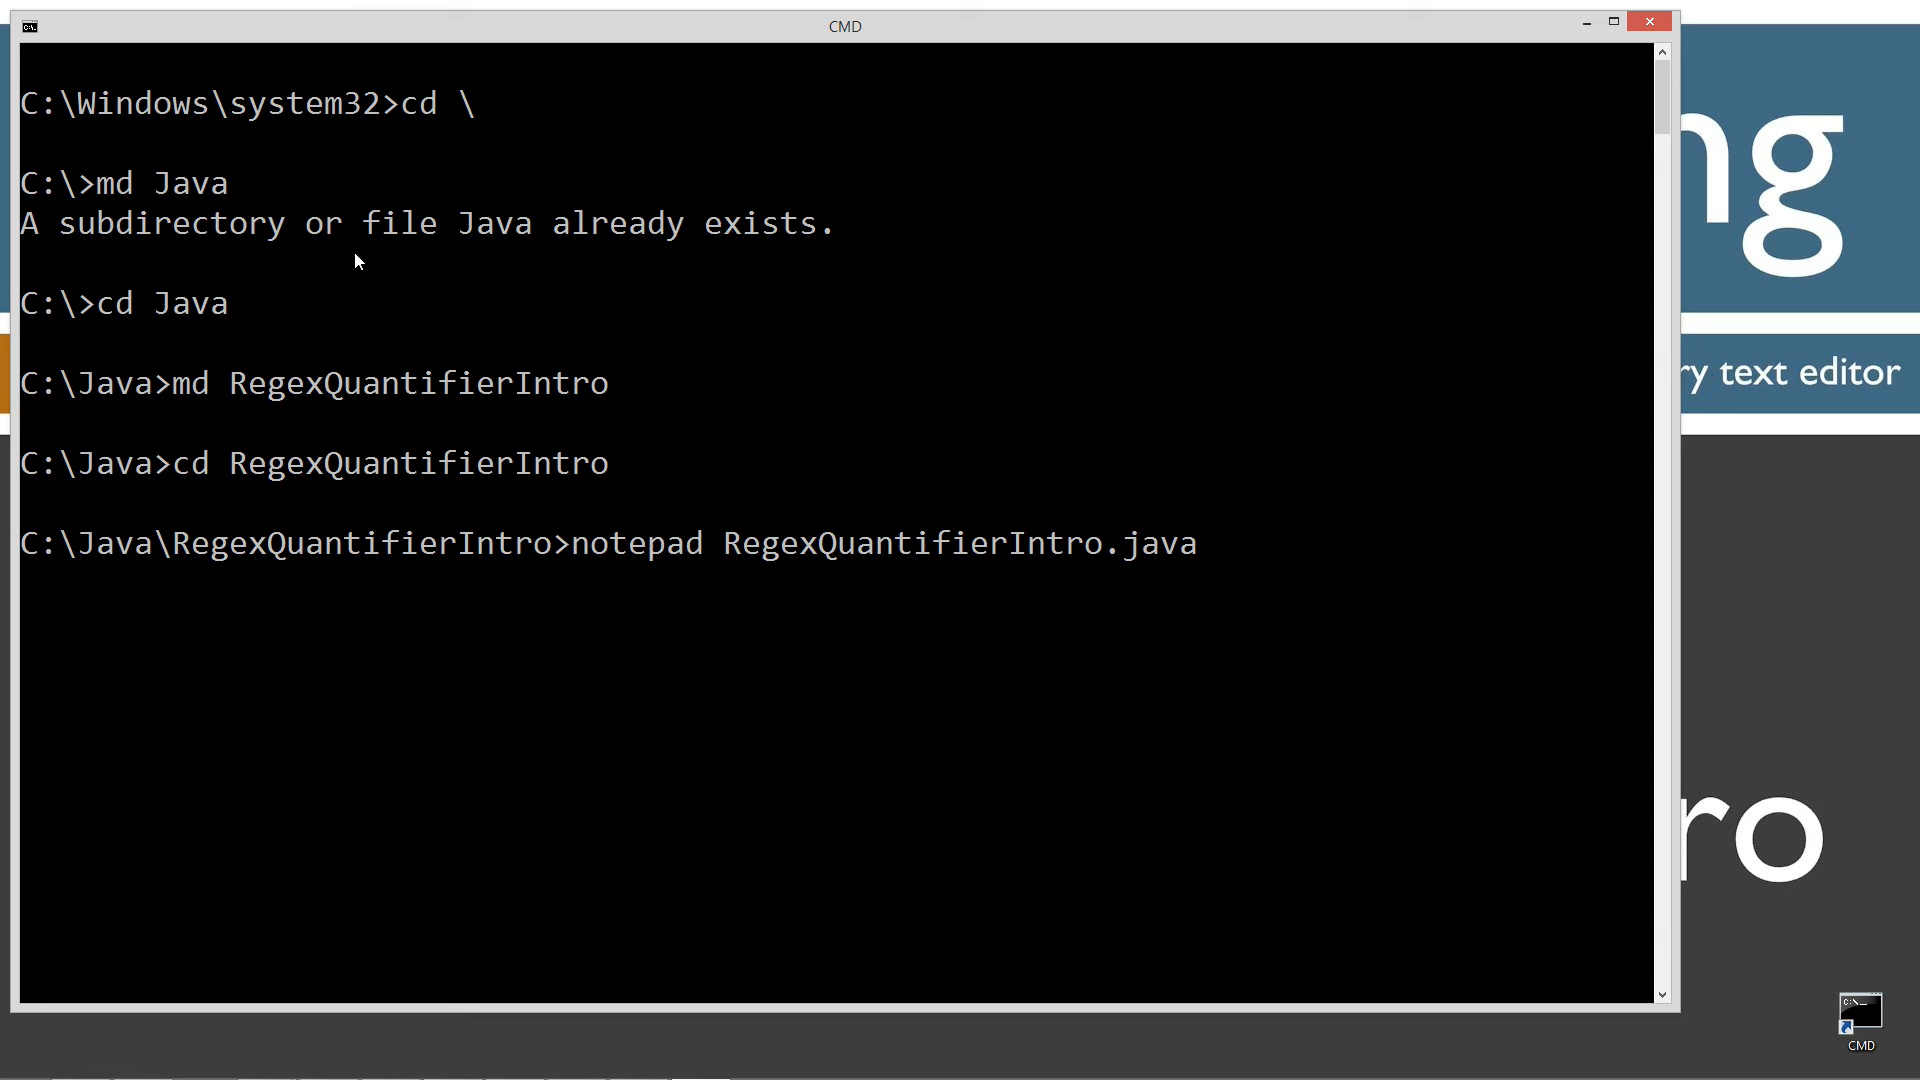 CMD
C:\Windows\system32>cd \
C:\>md Java
A subdirectory or file Java already exists.
C:\>cd Java
C:\Java>md RegexQuantifierIntro
C:\Java>cd RegexQuantifierIntro
C:\Java\RegexQuantifierIntro>notepad RegexQuantifierIntro.java
ng
ry text editor
ro
CMD